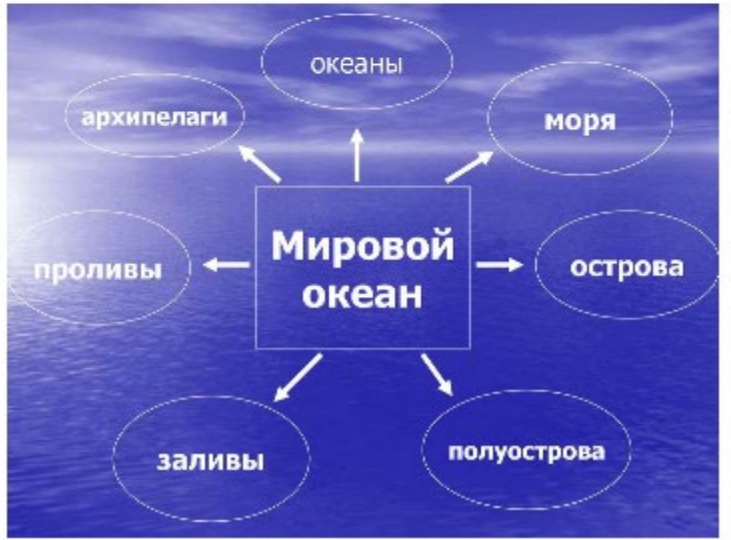 океаны
архипелаги
моря
Мировой
океан
проливы
острова
заливы
полуострова